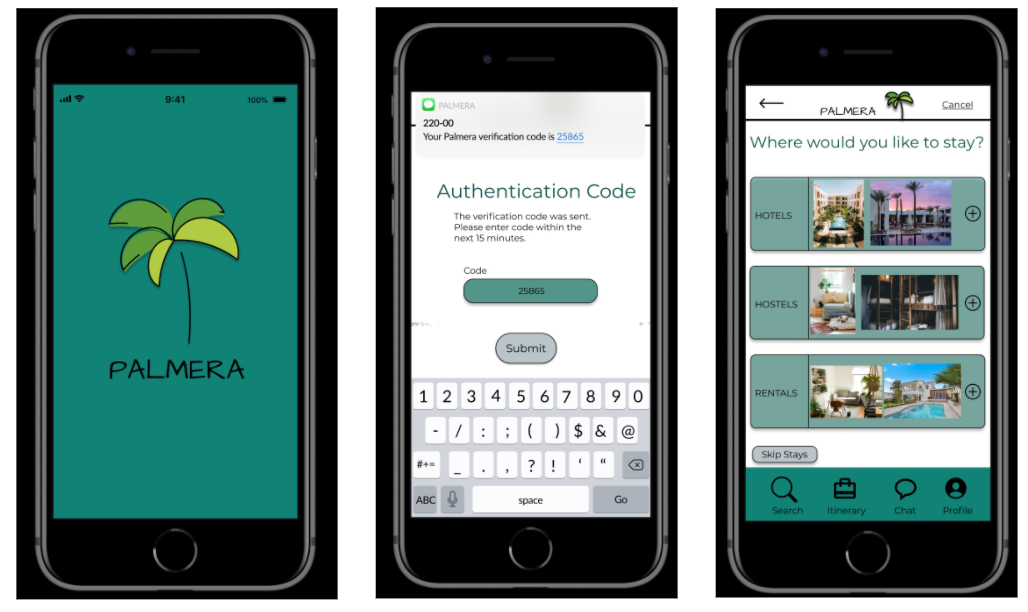 9:41
100%
PALMERA
PALMERA
220-00
Your Palmera verification code is 25865
Authentication Code
The verification code was sent.
Please enter code within the
next 15 minutes.
Code
25865
Submit
1 2 3 4 5 6 7 8 9 0
- / : ; ( ) $ & @
#+= _ . , ? ! ‘ “
ABC space Go
PALMERA Cancel
Where would you like to stay?
HOTELS
HOSTELS
RENTALS
Skip Stays
Search Itinerary Chat Profile